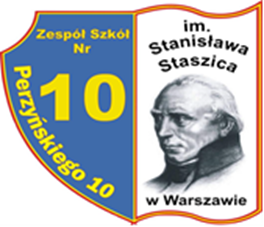 Zespół Szkół
Nr
10
Perzyńskiego 10
im.
Stanisława
Staszica
w Warszawie